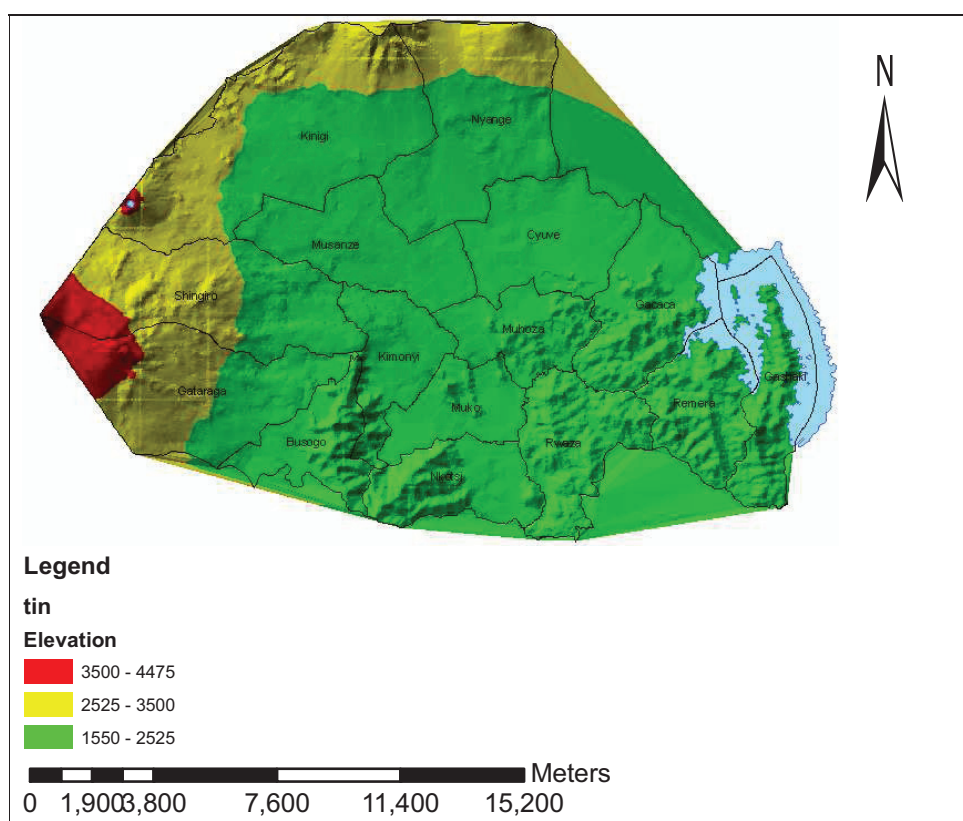 N
Nyange
Kinigi
Cyuve
Musanze
Shingiro
Gacaca
Muhoza
Kimonyi
Gashaki
Gataraga
Remera
Muko
Busogo
Rwaza
Nkotsi
Legend
tin
Elevation
3500 - 4475
2525 - 3500
1550 - 2525
Meters
0 1,900 3,800 7,600 11,400 15,200